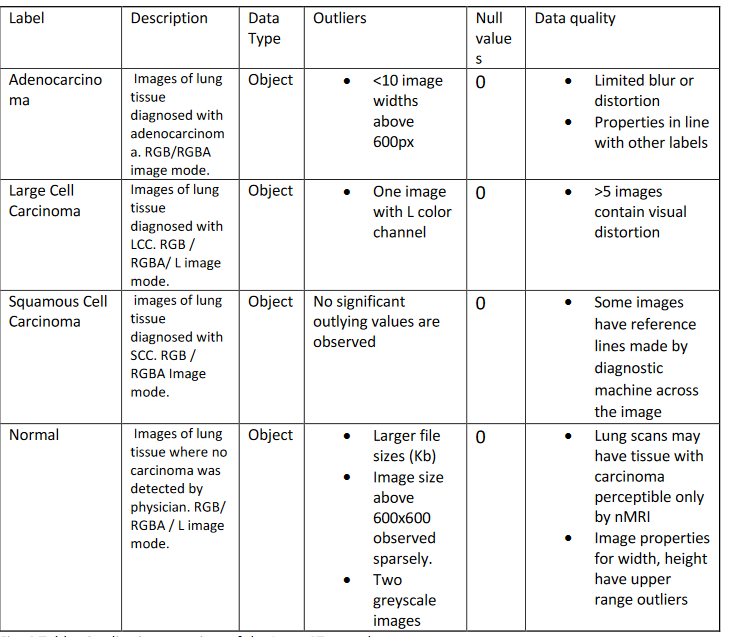 Label
Description
Data
Type
Outliers
Null
value
s
Data quality
Adenocarcino
ma
Images of lung
tissue
diagnosed with
adenocarcinom
a. RGB/RGBA
image mode.
Object
• <10 image
widths
above
600px
0
• Limited blur or
distortion
• Properties in line
with other labels
Large Cell
Carcinoma
Images of lung
tissue
diagnosed with
LCC. RGB /
RGBA/ L image
mode.
Object
• One image
with L color
channel
0
• >5 images
contain visual
distortion
Squamous Cell
Carcinoma
images of lung
tissue
diagnosed with
SCC. RGB /
RGBA Image
mode.
Object
No significant
outlying values are
observed
0
• Some images
have reference
lines made by
diagnostic
machine across
the image
Normal
Images of lung
tissue where no
carcinoma was
detected by
physician. RGB/
RGBA / L image
mode.
Object
• Larger file
sizes (Kb)
• Image size
above
600x600
observed
sparsely.
• Two
greyscale
images
0
• Lung scans may
have tissue with
carcinoma
perceptible only
by nMRI
• Image properties
for width, height
have upper
range outliers